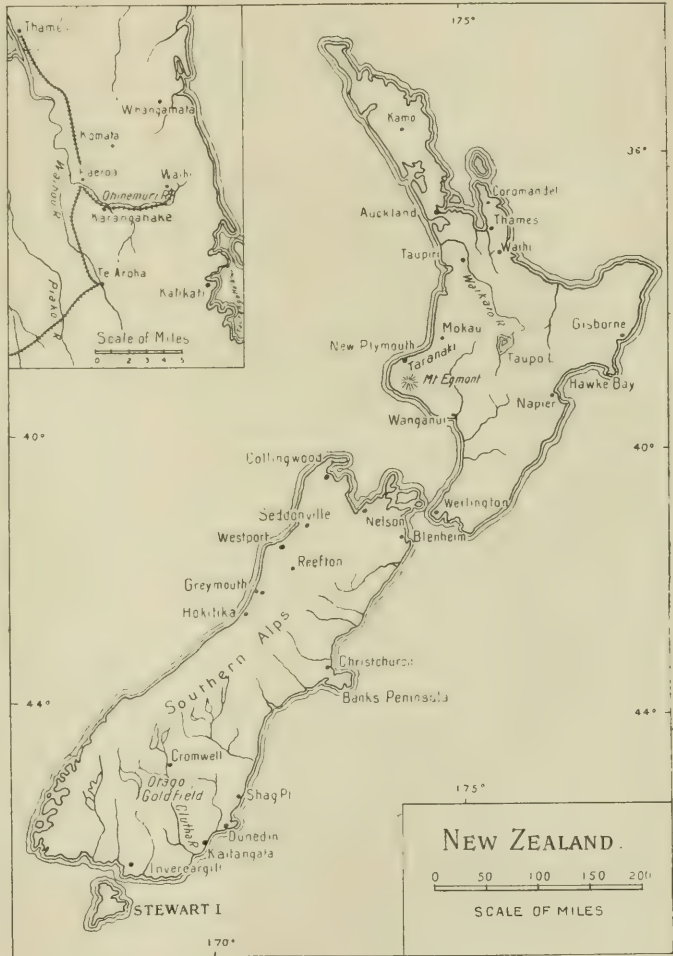 175°
Thame
Whangamata
Komata
Paeroa
Waihi
Ohinemuri R
Waihou R
Karangahake
Te Aroha
Piako R
Katikati
Scale of Miles
0 1 2 3 4 5
Kamo
36°
Coromandel
Auckland
Thames
Waihi
Taupiri
Waikato R
Mokau
Gisborne
New Plymouth
Taranaki
Taupo L
Mt Egmont
Hawke Bay
Napier
Wanganui
40°
40°
Collingwood
Seddonville
Nelson
Wellington
Westport
Blenheim
Reefton
Greymouth
Hokitika
Southern Alps
Christchurch
Banks Peninsula
44°
44°
Cromwell
Otago
Goldfield
Shag Pt
175°
Clutha R
Dunedin
Kaitangata
Invercargill
STEWART I
170°
NEW ZEALAND.
0 50 100 150 200
SCALE OF MILES